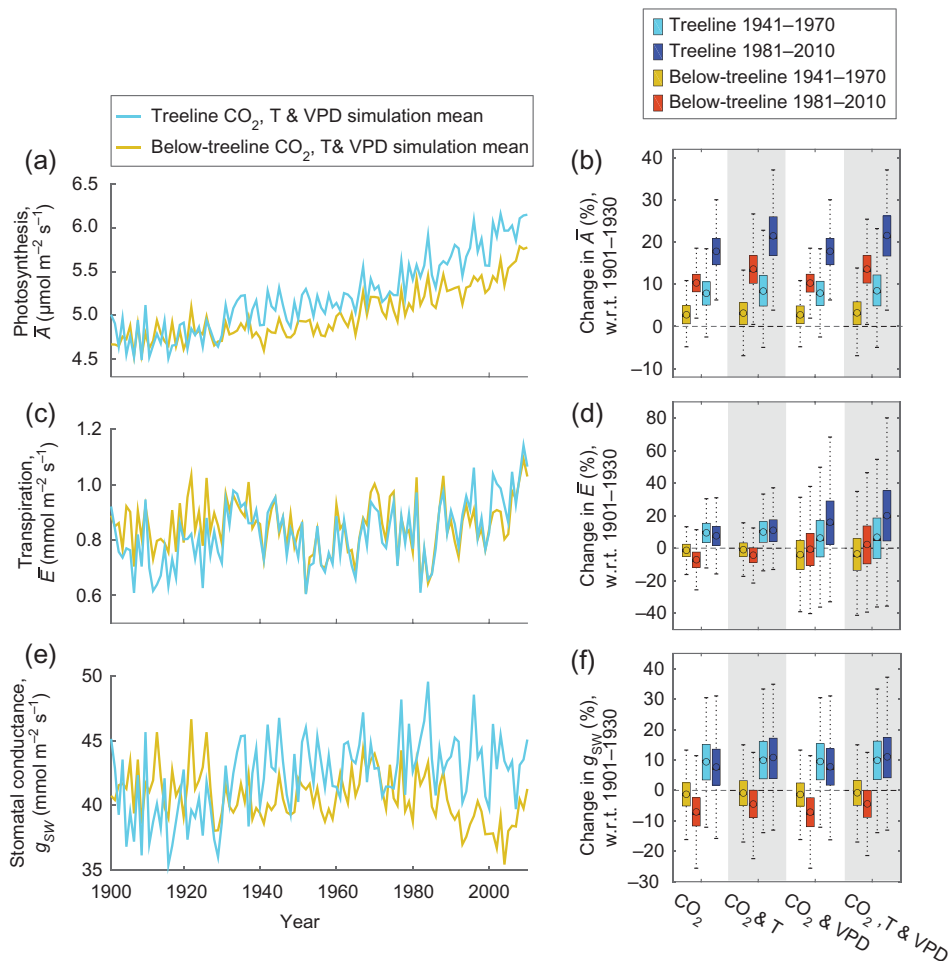 Treeline 1941–1970
Treeline 1981–2010
Below-treeline 1941–1970
Below-treeline 1981–2010
Treeline CO2, T & VPD simulation mean
Below-treeline CO2, T& VPD simulation mean
(a)
Photosynthesis,
A̅ (μmol m−2 s−1)
6.5
6.0
5.5
5.0
4.5
(b)
Change in A̅ (%),
w.r.t. 1901–1930
40
30
20
10
0
−10
(c)
Transpiration,
E̅ (mmol m−2 s−1)
1.2
1.0
0.8
0.6
(d)
Change in E̅ (%),
w.r.t. 1901–1930
80
60
40
20
0
−20
−40
(e)
Stomatal conductance,
gSW (mmol m−2 s−1)
50
45
40
35
1900
1920
1940
1960
1980
2000
Year
(f)
Change in gSW (%),
w.r.t. 1901–1930
40
30
20
10
0
−10
−20
−30
CO2
CO2 & T
CO2 & VPD
CO2 , T & VPD